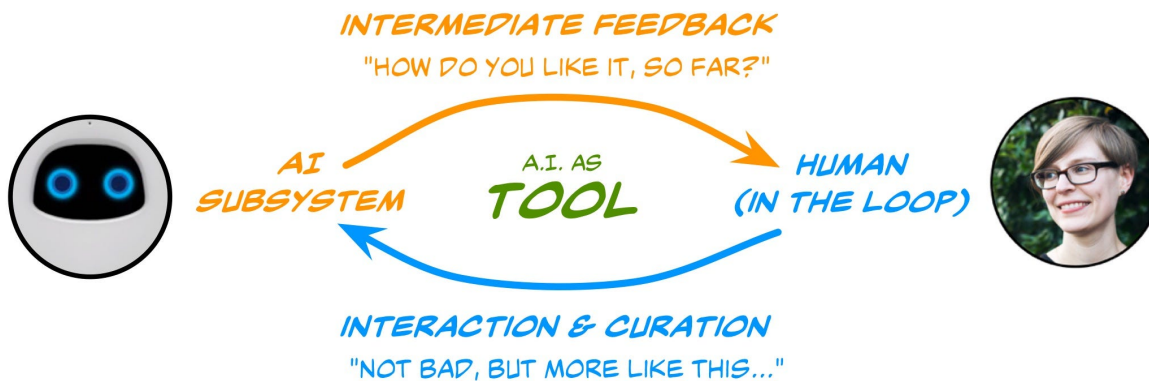 INTERMEDIATE FEEDBACK
"HOW DO YOU LIKE IT, SO FAR?"
AI
SUBSYSTEM
A.I. AS
TOOL
HUMAN
(IN THE LOOP)
INTERACTION & CURATION
"NOT BAD, BUT MORE LIKE THIS..."